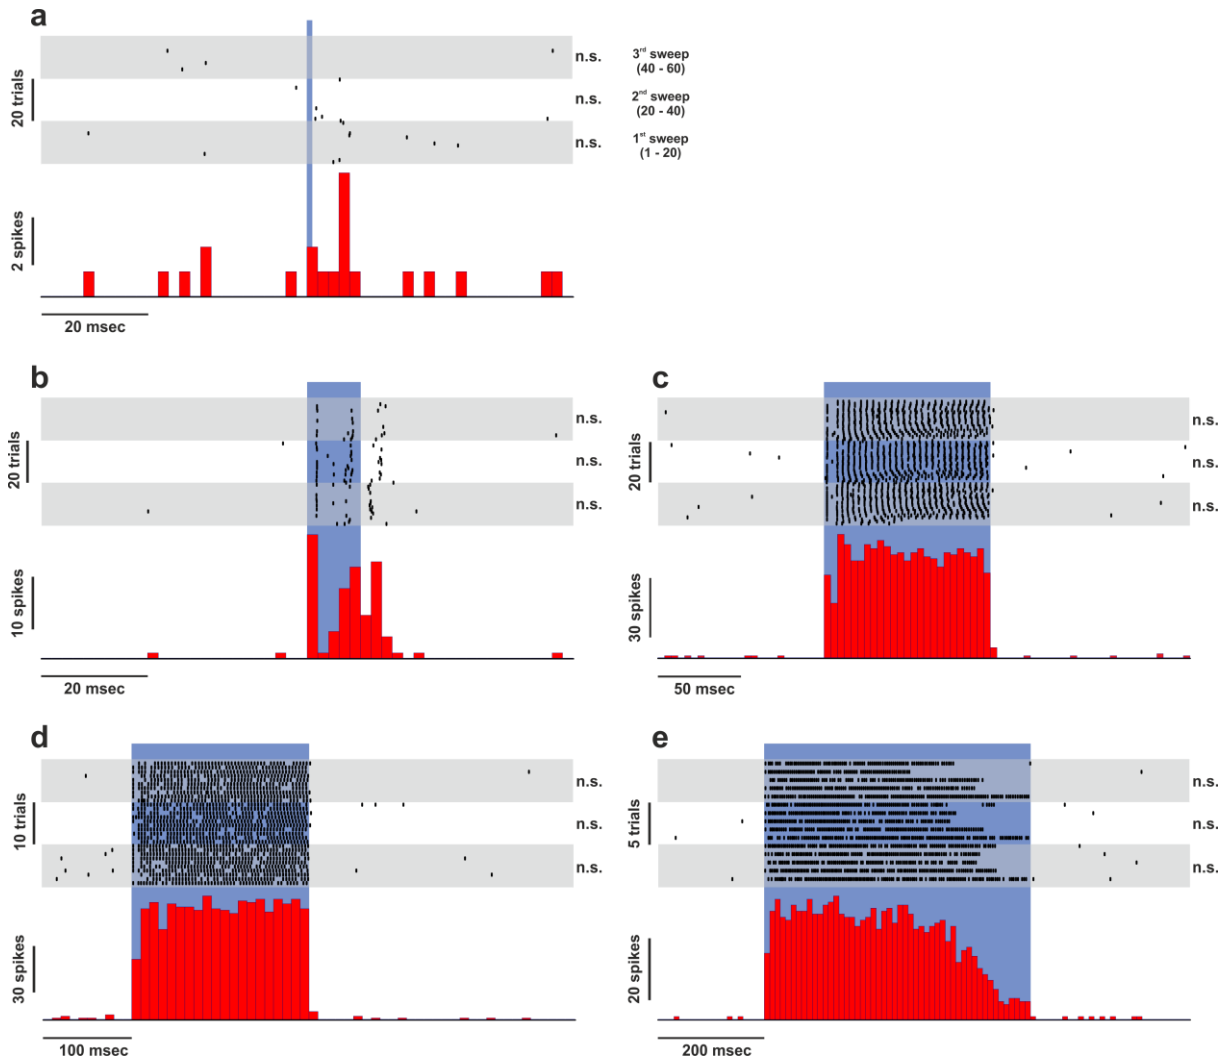 a
n.s.
3rd sweep
(40 - 60)
20 trials
n.s.
2nd sweep
(20 - 40)
n.s.
1st sweep
(1 - 20)
2 spikes
20 msec
b
n.s.
20 trials
n.s.
n.s.
10 spikes
20 msec
c
n.s.
20 trials
n.s.
n.s.
30 spikes
50 msec
d
n.s.
10 trials
n.s.
n.s.
30 spikes
100 msec
e
n.s.
5 trials
n.s.
n.s.
20 spikes
200 msec